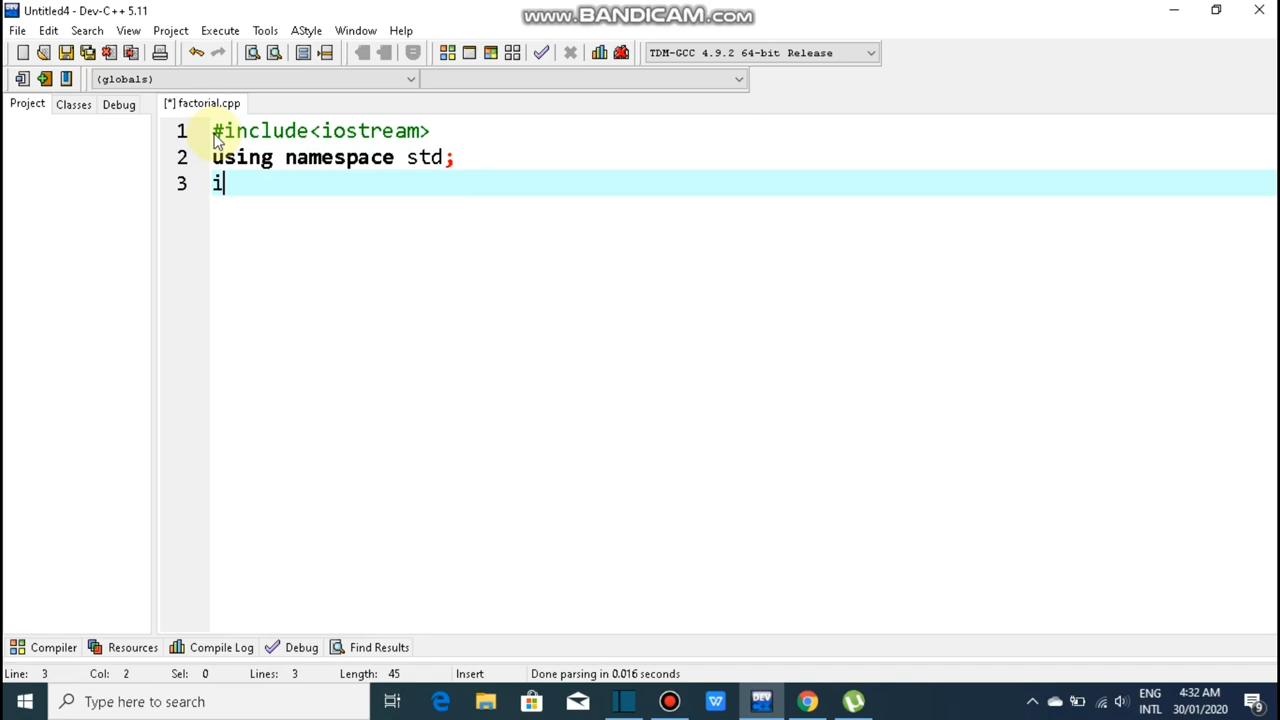 Untitled4 - Dev-C++ 5.11
www.BANDICAM.com
File Edit Search View Project Execute Tools AStyle Window Help
TDM-GCC 4.9.2 64-bit Release
(globals)
Project Classes Debug
[*] factorial.cpp
1 #include<iostream>
2 using namespace std;
3 i
Compiler Resources Compile Log Debug Find Results
Line: 3 Col: 2 Sel: 0 Lines: 3 Length: 45 Insert Done parsing in 0.016 seconds
Type here to search
DEV
W
ENG
INTL
4:32 AM
30/01/2020
9